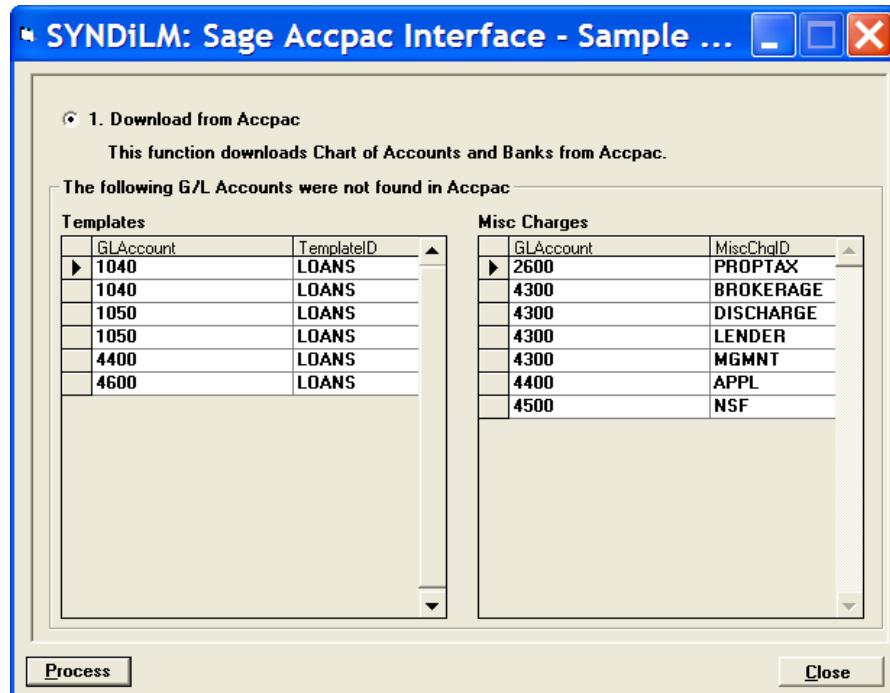 SYNDiLM: Sage Accpac Interface - Sample ...
1. Download from Accpac
This function downloads Chart of Accounts and Banks from Accpac.
The following G/L Accounts were not found in Accpac
Templates
GLAccount TemplateID
1040 LOANS
1040 LOANS
1050 LOANS
1050 LOANS
4400 LOANS
4600 LOANS
Misc Charges
GLAccount MiscChgID
2600 PROPTAX
4300 BROKERAGE
4300 DISCHARGE
4300 LENDER
4300 MGMNT
4400 APPL
4500 NSF
Process
Close